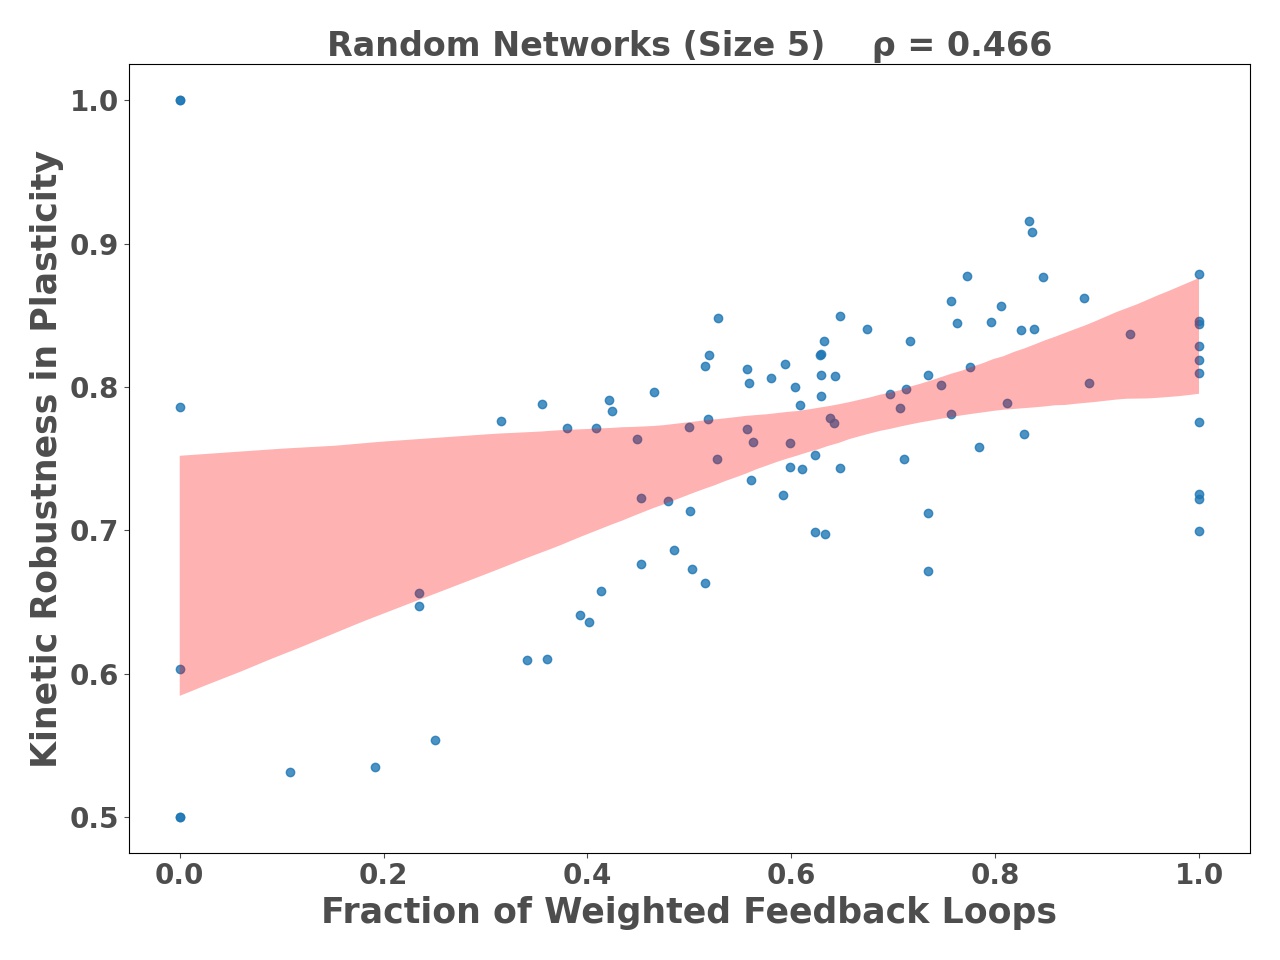 Random Networks (Size 5)    ρ = 0.466
Kinetic Robustness in Plasticity
1.0
0.9
0.8
0.7
0.6
0.5
0.0 0.2 0.4 0.6 0.8 1.0
Fraction of Weighted Feedback Loops